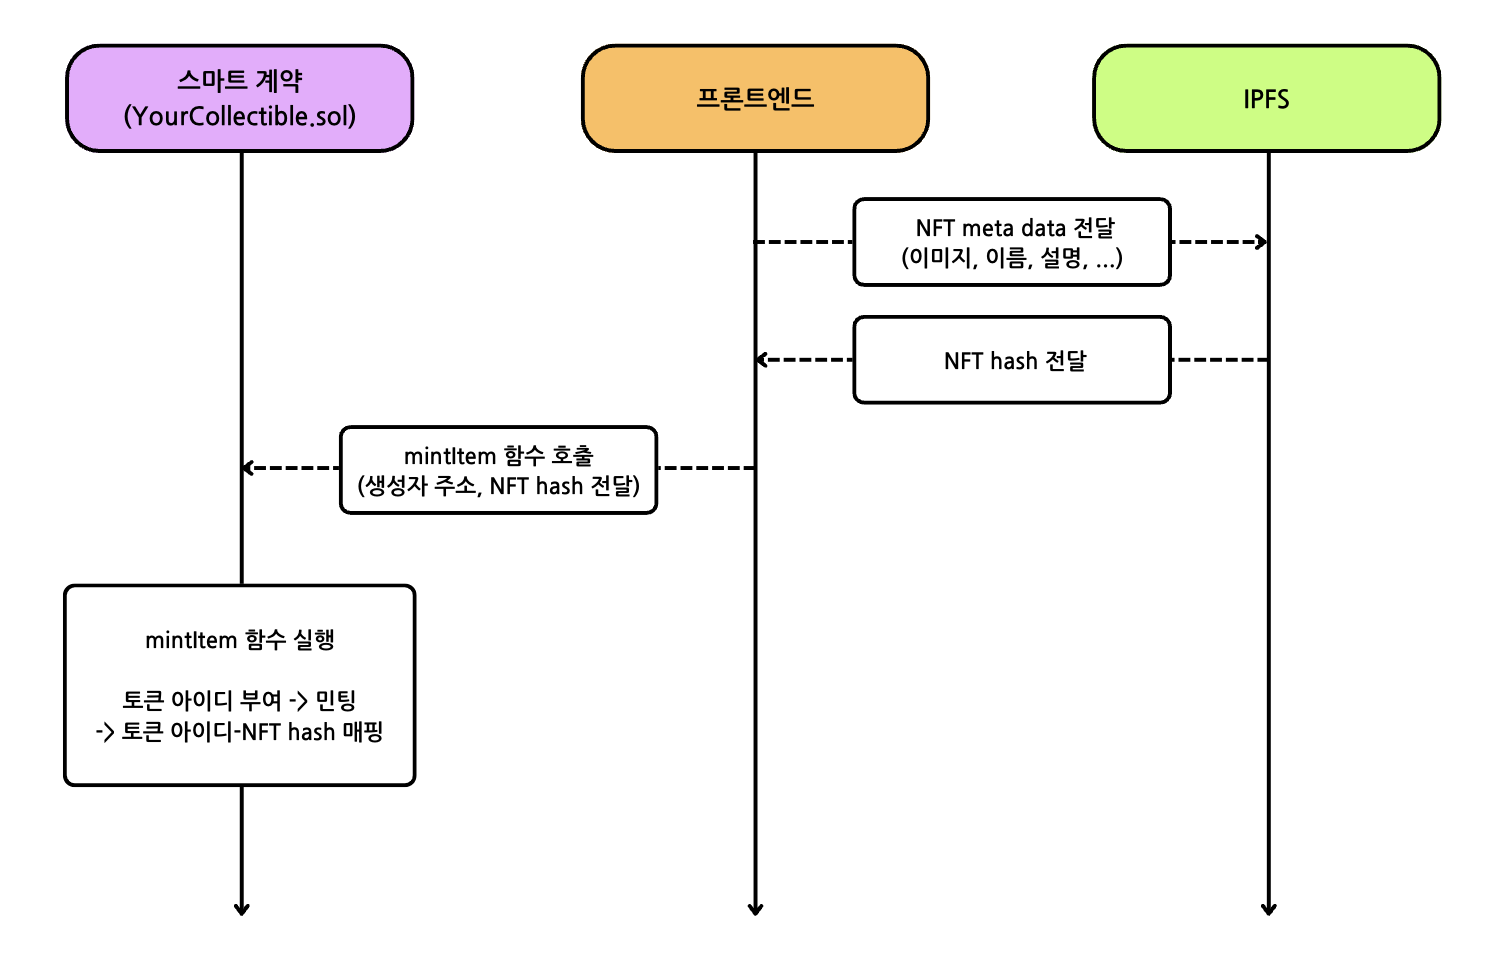 스마트 계약
(YourCollectible.sol)
프론트엔드
IPFS
NFT meta data 전달
(이미지, 이름, 설명, ...)
NFT hash 전달
mintItem 함수 호출
(생성자 주소, NFT hash 전달)
mintItem 함수 실행
토큰 아이디 부여 -> 민팅
-> 토큰 아이디-NFT hash 매핑